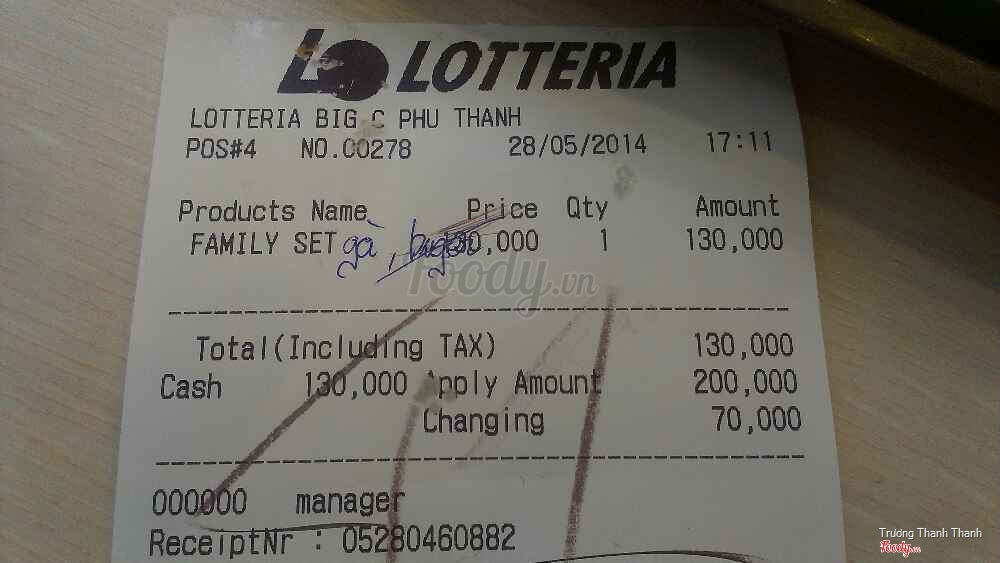 LOTTERIA
LOTTERIA BIG C PHU THANH
POS#4 NO.00278 28/05/2014 17:11
Products Name Price Qty Amount
FAMILY SET gà, 130,000 1 130,000
Foody.vn
Total(Including TAX) 130,000
Cash 130,000 Apply Amount 200,000
Changing 70,000
000000 manager
ReceiptNr : 05280460882
Trương Thanh Thanh
Foody.vn